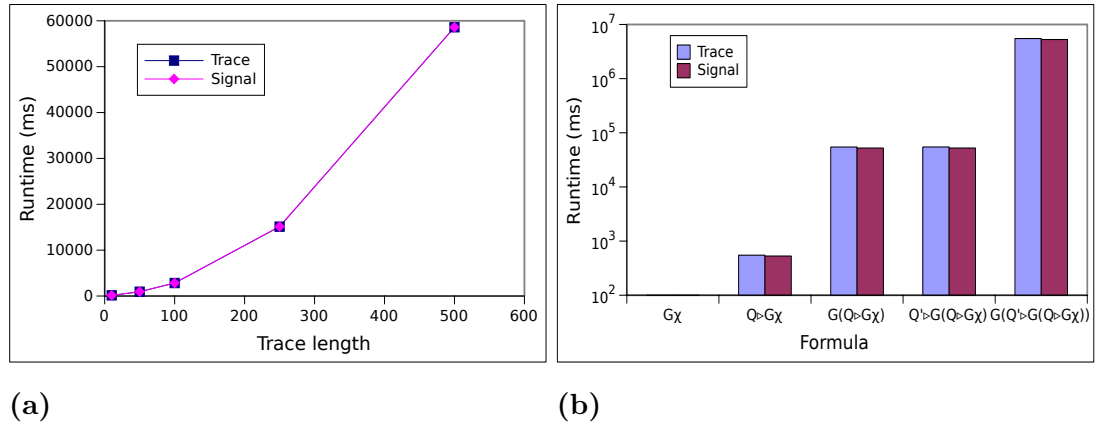 60000
50000
40000
30000
20000
10000
0
Runtime (ms)
Trace
Signal
0 100 200 300 400 500 600
Trace length
10^7
10^6
10^5
10^4
10^3
10^2
Runtime (ms)
Trace
Signal
Gχ Q▹Gχ G(Q▹Gχ) Q'▹G(Q▹Gχ) G(Q'▹G(Q▹Gχ))
Formula
(a) (b)